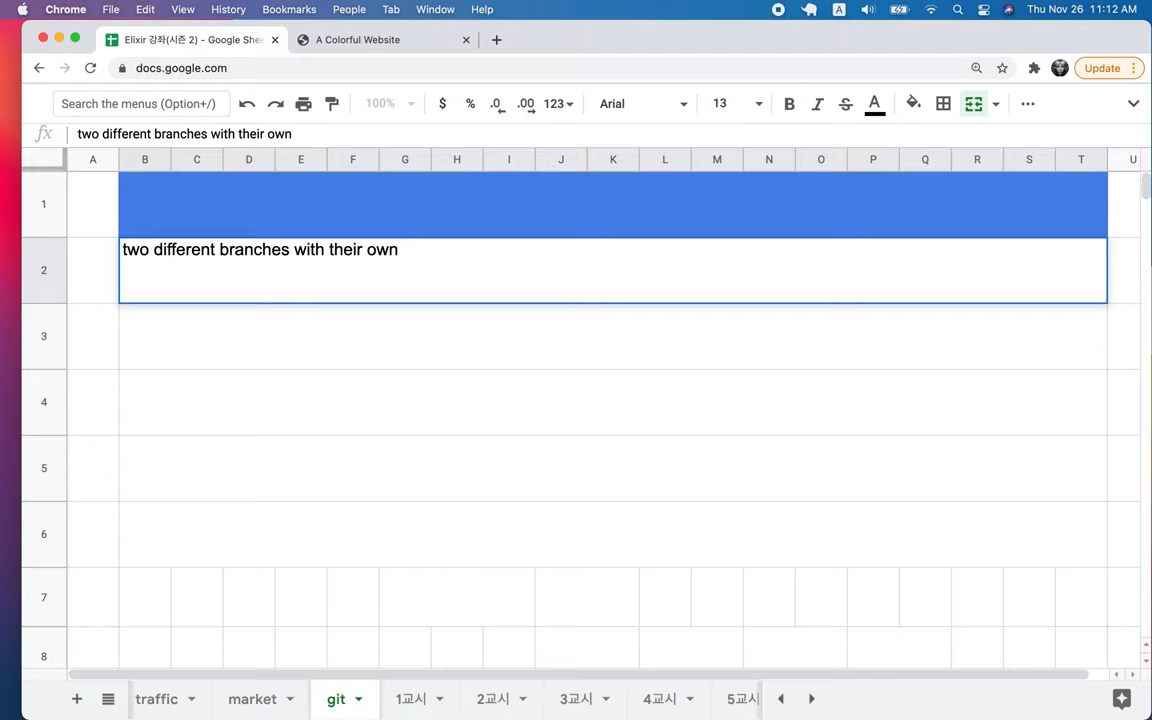 Chrome File Edit View History Bookmarks People Tab Window Help A Thu Nov 26 11:12 AM
Elixir 강좌(시즌 2) - Google Shee A Colorful Website
docs.google.com Update
Search the menus (Option+/) 100% $ % .0 .00 123 Arial 13 B I S A
fx two different branches with their own
A B C D E F G H I J K L M N O P Q R S T U
1
2 two different branches with their own
3
4
5
6
7
8
traffic market git 1교시 2교시 3교시 4교시 5교시